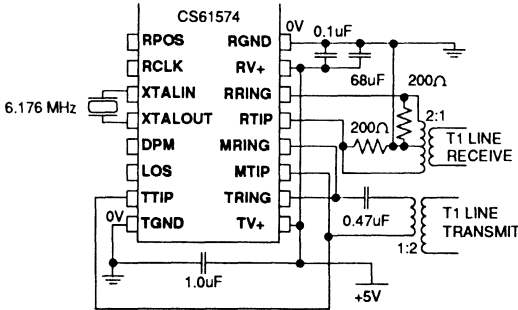 CS61574
0V
0.1uF
RPOS
RGND
RCLK
RV+
68uF
200Ω
XTALIN
RRING
6.176 MHz
XTALOUT
RTIP
200Ω
2:1
T1 LINE
RECEIVE
DPM
MRING
LOS
MTIP
TTIP
TRING
0V
TGND
TV+
0.47uF
T1 LINE
TRANSMIT
1:2
1.0uF
+5V